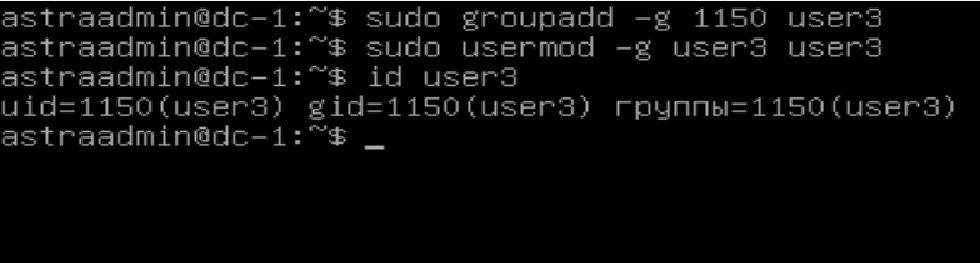 astraadmin@dc-1:~$ sudo groupadd -g 1150 user3
astraadmin@dc-1:~$ sudo usermod -g user3 user3
astraadmin@dc-1:~$ id user3
uid=1150(user3) gid=1150(user3) группы=1150(user3)
astraadmin@dc-1:~$ _